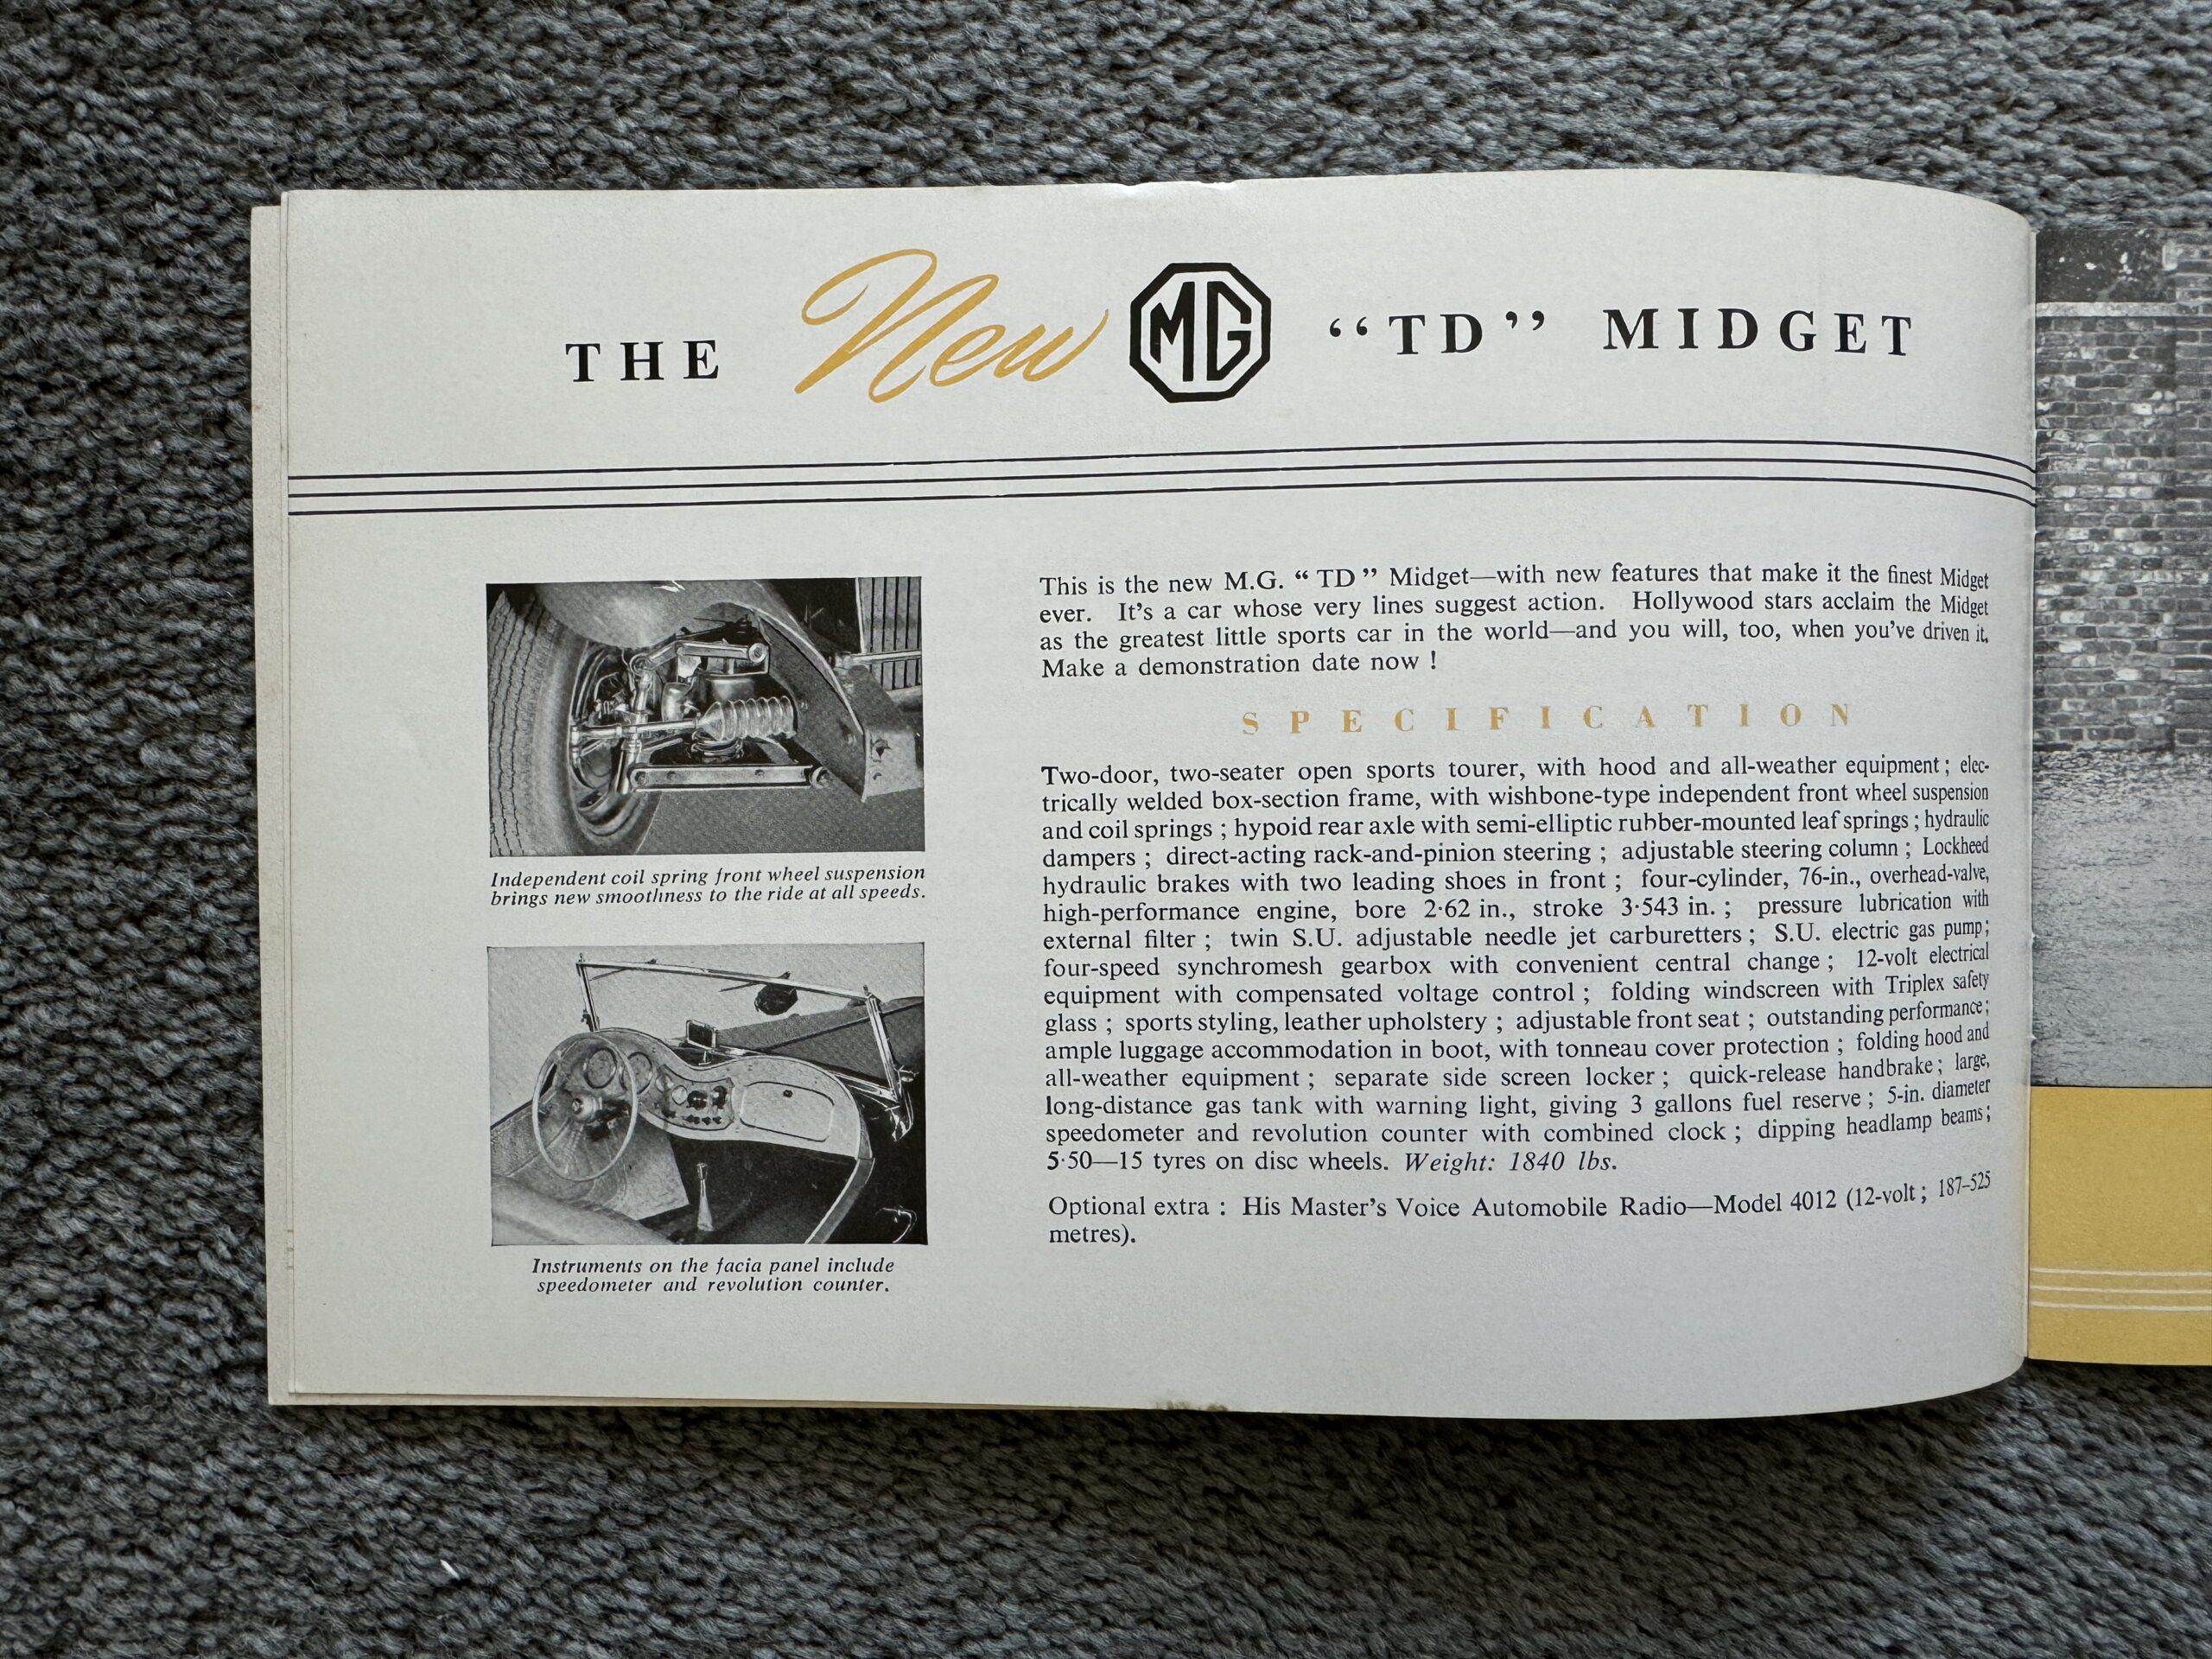 THE New MG “TD” MIDGET
This is the new M.G. “TD” Midget—with new features that make it the finest Midget
ever. It’s a car whose very lines suggest action. Hollywood stars acclaim the Midget
as the greatest little sports car in the world—and you will, too, when you’ve driven it.
Make a demonstration date now !
SPECIFICATION
Two-door, two-seater open sports tourer, with hood and all-weather equipment ; elec-
trically welded box-section frame, with wishbone-type independent front wheel suspension
and coil springs ; hypoid rear axle with semi-elliptic rubber-mounted leaf springs ; hydraulic
dampers ; direct-acting rack-and-pinion steering ; adjustable steering column ; Lockheed
hydraulic brakes with two leading shoes in front ; four-cylinder, 76-in., overhead-valve,
high-performance engine, bore 2·62 in., stroke 3·543 in. ; pressure lubrication with
external filter ; twin S.U. adjustable needle jet carburetters ; S.U. electric gas pump ;
four-speed synchromesh gearbox with convenient central change ; 12-volt electrical
equipment with compensated voltage control ; folding windscreen with Triplex safety
glass ; sports styling, leather upholstery ; adjustable front seat ; outstanding performance ;
ample luggage accommodation in boot, with tonneau cover protection ; folding hood and
all-weather equipment ; separate side screen locker ; quick-release handbrake ; large,
long-distance gas tank with warning light, giving 3 gallons fuel reserve ; 5-in. diameter
speedometer and revolution counter with combined clock ; dipping headlamp beams ;
5·50—15 tyres on disc wheels. Weight: 1840 lbs.
Optional extra : His Master’s Voice Automobile Radio—Model 4012 (12-volt ; 187–525
metres).
Independent coil spring front wheel suspension
brings new smoothness to the ride at all speeds.
Instruments on the facia panel include
speedometer and revolution counter.